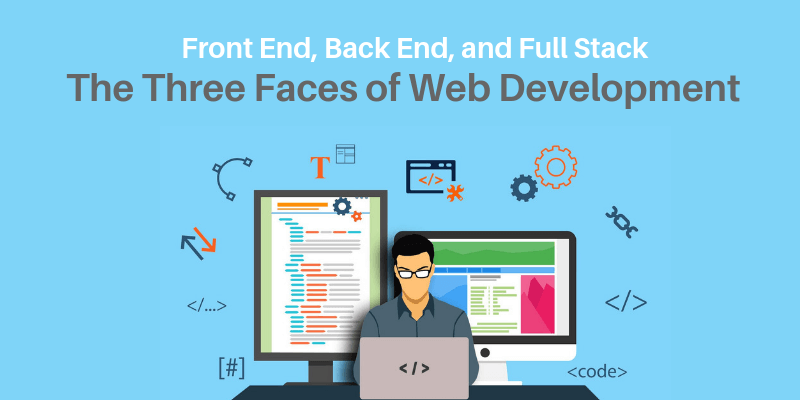 Front End, Back End, and Full Stack
The Three Faces of Web Development
T
</>
</...>
</>
[#]
</>
<code>